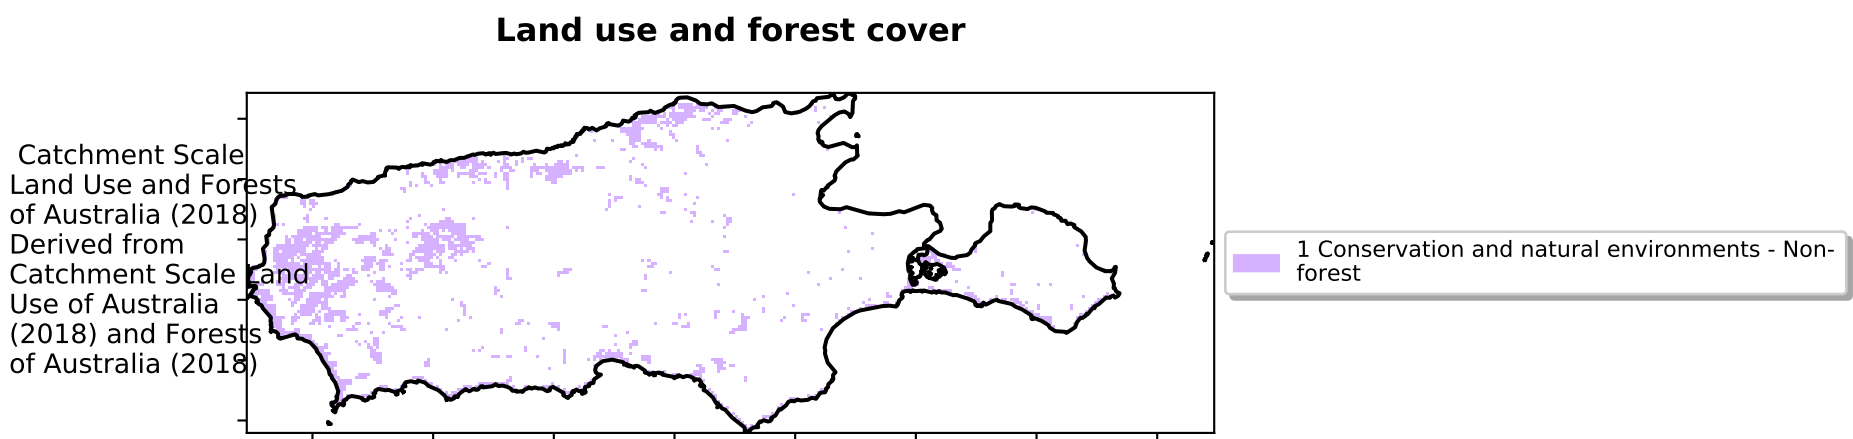 Land use and forest cover
Catchment Scale
Land Use and Forests
of Australia (2018)
Derived from
Catchment Scale Land
Use of Australia
(2018) and Forests
of Australia (2018)
1 Conservation and natural environments - Non-
forest